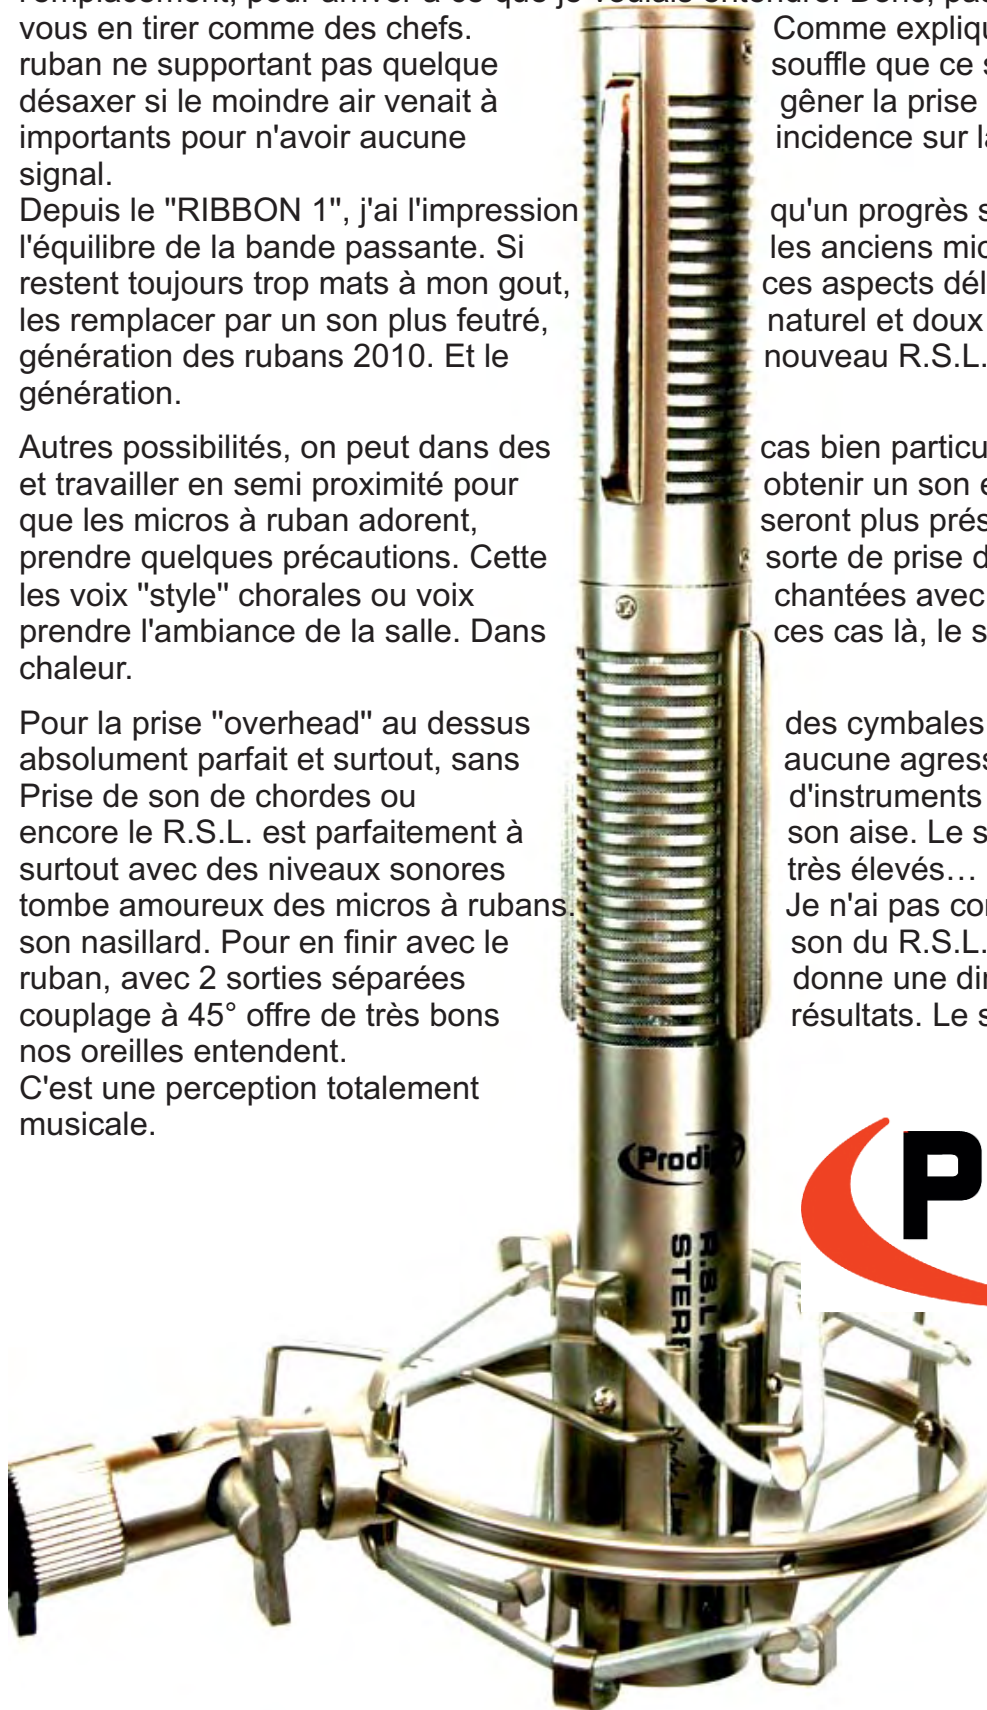 vous en tirer comme des chefs. Comme expliqu
ruban ne supportant pas quelque souffle que ce s
désaxer si le moindre air venait à gêner la prise
importants pour n'avoir aucune incidence sur la
signal.
Depuis le "RIBBON 1", j'ai l'impression qu'un progrès s
l'équilibre de la bande passante. Si les anciens mic
restent toujours trop mats à mon gout, ces aspects dél
les remplacer par un son plus feutré, naturel et doux
génération des rubans 2010. Et le nouveau R.S.L.
génération.
Autres possibilités, on peut dans des cas bien particu
et travailler en semi proximité pour obtenir un son e
que les micros à ruban adorent, seront plus prés
prendre quelques précautions. Cette sorte de prise d
les voix "style" chorales ou voix chantées avec
prendre l'ambiance de la salle. Dans ces cas là, le s
chaleur.
Pour la prise "overhead" au dessus des cymbales
absolument parfait et surtout, sans aucune agress
Prise de son de chordes ou d'instruments
encore le R.S.L. est parfaitement à son aise. Le s
surtout avec des niveaux sonores très élevés…
tombe amoureux des micros à rubans. Je n'ai pas con
son nasillard. Pour en finir avec le son du R.S.L.
ruban, avec 2 sorties séparées donne une dir
couplage à 45° offre de très bons résultats. Le s
nos oreilles entendent.
C'est une perception totalement
musicale.
Prodi
P
R.S.L
STER